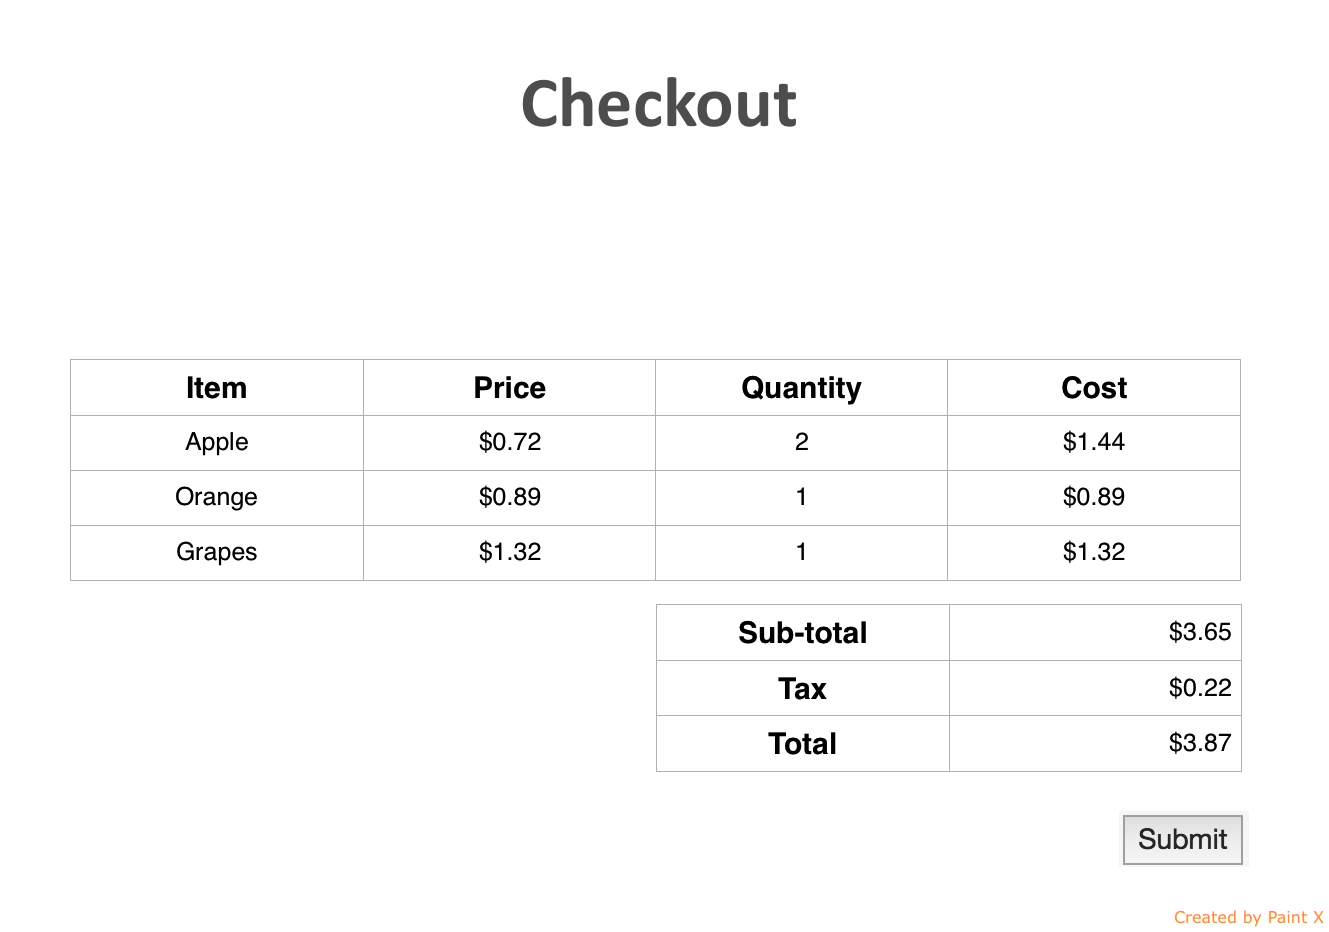 Checkout
Item Price Quantity Cost
Apple $0.72 2 $1.44
Orange $0.89 1 $0.89
Grapes $1.32 1 $1.32
Sub-total $3.65
Tax $0.22
Total $3.87
Submit
Created by Paint X